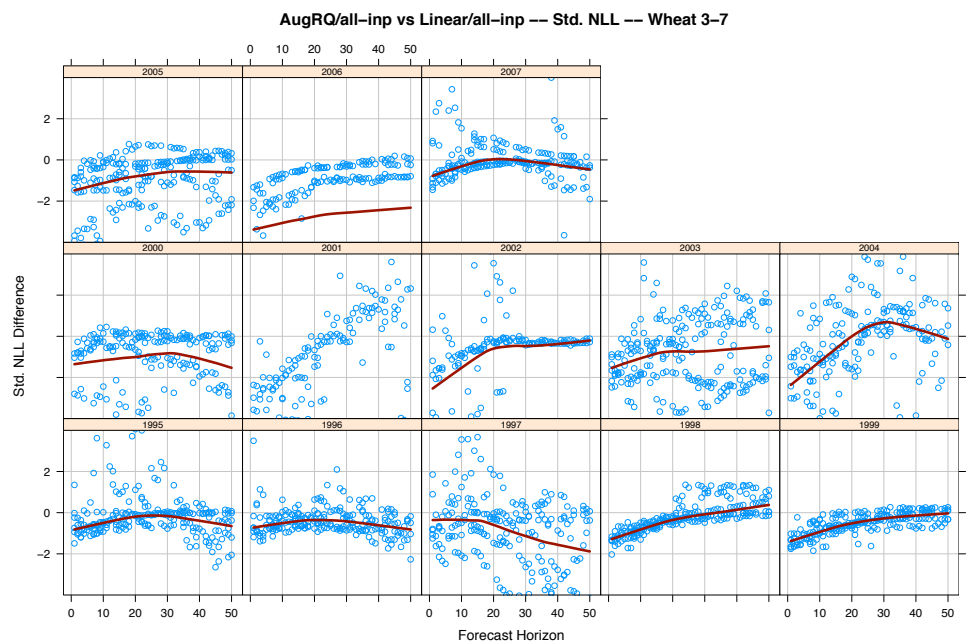 AugRQ/all−inp vs Linear/all−inp −− Std. NLL −− Wheat 3−7
0 10 20 30 40 50
2005 2006 2007
2
0
−2
2000 2001 2002 2003 2004
Std. NLL Difference
1995 1996 1997 1998 1999
2
0
−2
0 10 20 30 40 50 0 10 20 30 40 50 0 10 20 30 40 50
Forecast Horizon